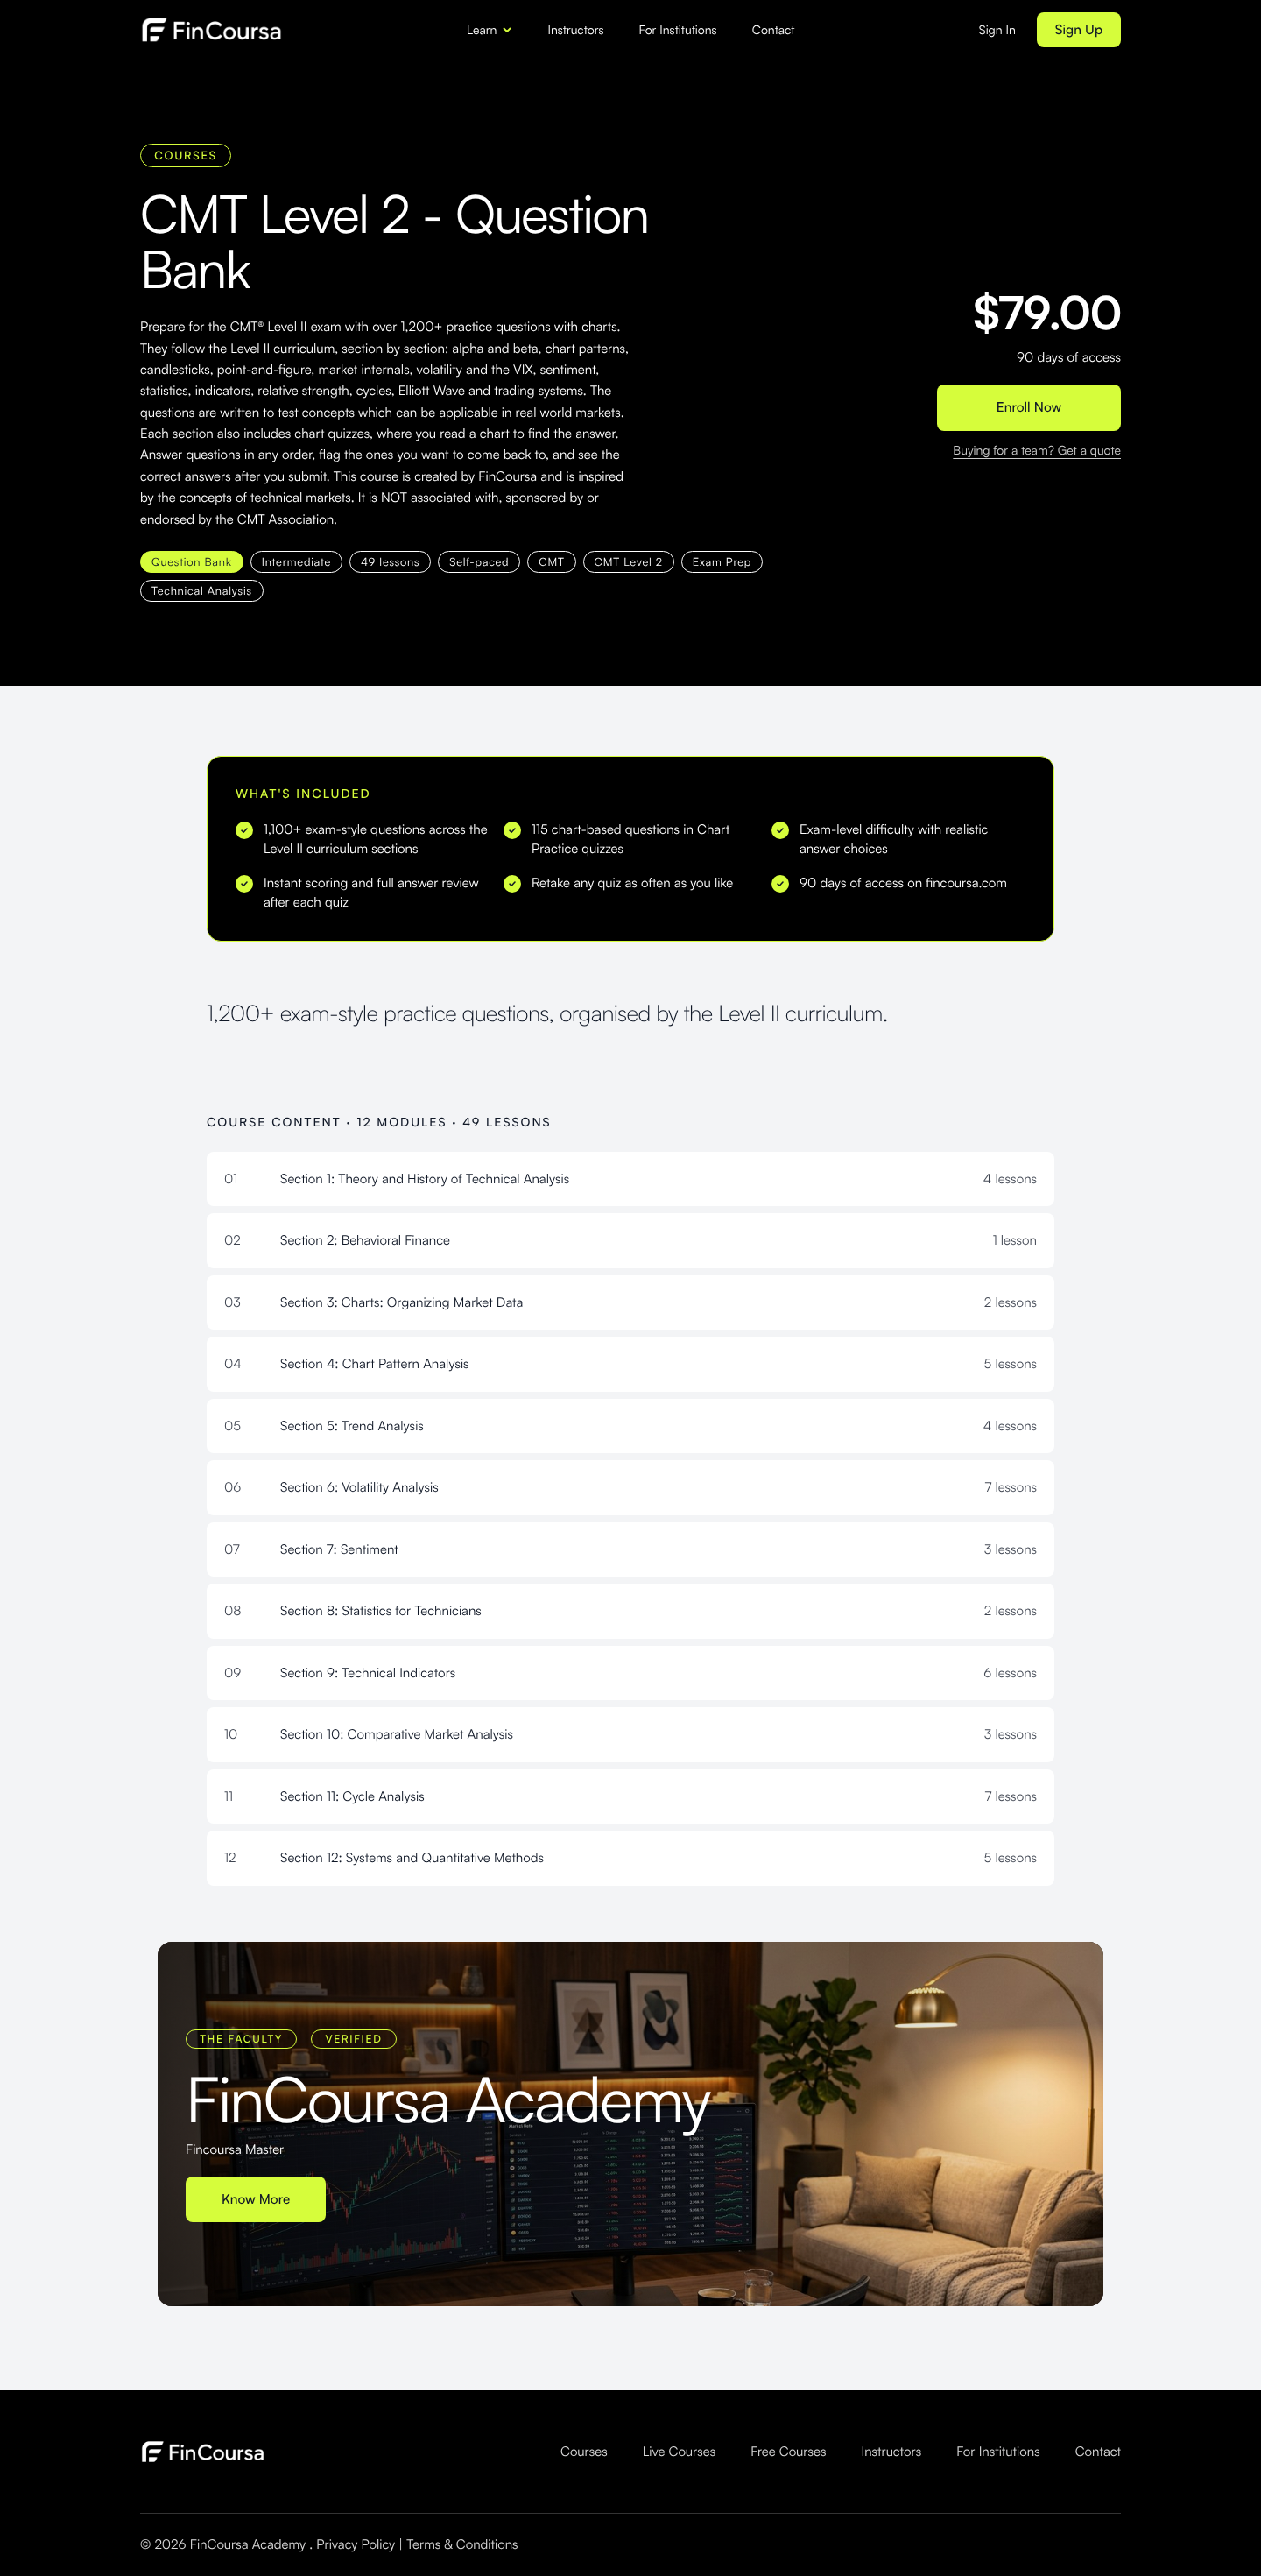 FinCoursa
Learn
Instructors
For Institutions
Contact
Sign In
Sign Up
COURSES
CMT Level 2 - Question
Bank
Prepare for the CMT® Level II exam with over 1,200+ practice questions with charts.
They follow the Level II curriculum, section by section: alpha and beta, chart patterns,
candlesticks, point-and-figure, market internals, volatility and the VIX, sentiment,
statistics, indicators, relative strength, cycles, Elliott Wave and trading systems. The
questions are written to test concepts which can be applicable in real world markets.
Each section also includes chart quizzes, where you read a chart to find the answer.
Answer questions in any order, flag the ones you want to come back to, and see the
correct answers after you submit. This course is created by FinCoursa and is inspired
by the concepts of technical markets. It is NOT associated with, sponsored by or
endorsed by the CMT Association.
Question Bank
Intermediate
49 lessons
Self-paced
CMT
CMT Level 2
Exam Prep
Technical Analysis
$79.00
90 days of access
Enroll Now
Buying for a team? Get a quote
WHAT'S INCLUDED
1,100+ exam-style questions across the
Level II curriculum sections
115 chart-based questions in Chart
Practice quizzes
Exam-level difficulty with realistic
answer choices
Instant scoring and full answer review
after each quiz
Retake any quiz as often as you like
90 days of access on fincoursa.com
1,200+ exam-style practice questions, organised by the Level II curriculum.
COURSE CONTENT • 12 MODULES • 49 LESSONS
01 Section 1: Theory and History of Technical Analysis 4 lessons
02 Section 2: Behavioral Finance 1 lesson
03 Section 3: Charts: Organizing Market Data 2 lessons
04 Section 4: Chart Pattern Analysis 5 lessons
05 Section 5: Trend Analysis 4 lessons
06 Section 6: Volatility Analysis 7 lessons
07 Section 7: Sentiment 3 lessons
08 Section 8: Statistics for Technicians 2 lessons
09 Section 9: Technical Indicators 6 lessons
10 Section 10: Comparative Market Analysis 3 lessons
11 Section 11: Cycle Analysis 7 lessons
12 Section 12: Systems and Quantitative Methods 5 lessons
THE FACULTY
VERIFIED
FinCoursa Academy
Fincoursa Master
Know More
FinCoursa
Courses
Live Courses
Free Courses
Instructors
For Institutions
Contact
© 2026 FinCoursa Academy . Privacy Policy | Terms & Conditions